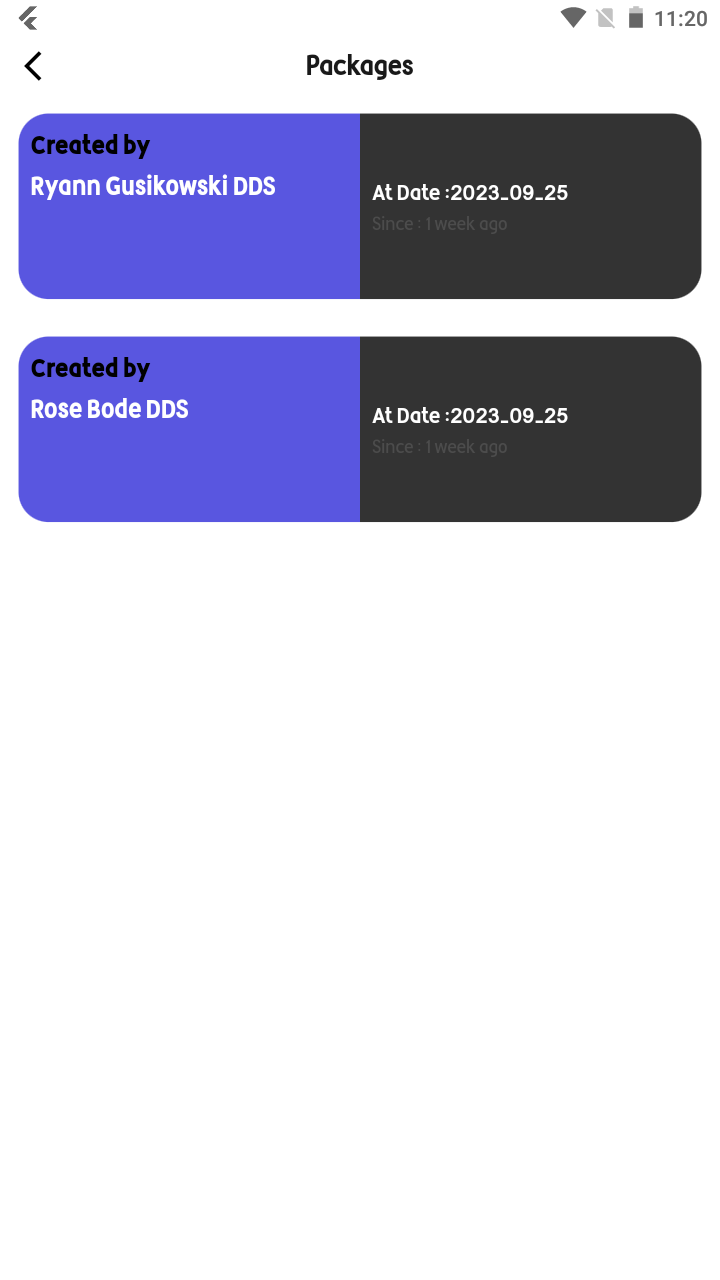 11:20
Packages
Created by
Ryann Gusikowski DDS
At Date :2023_09_25
Since : 1 week ago
Created by
Rose Bode DDS
At Date :2023_09_25
Since : 1 week ago